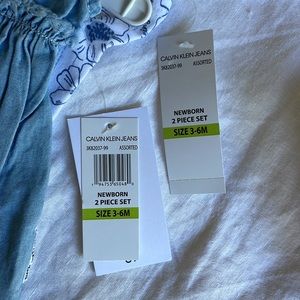 CALVIN KLEIN JEANS
3KB2037-99 ASSORTED
NEWBORN
2 PIECE SET
SIZE 3-6M
CALVIN KLEIN JEANS
3KB2037-99 ASSORTED
NEWBORN
2 PIECE SET
SIZE 3-6M